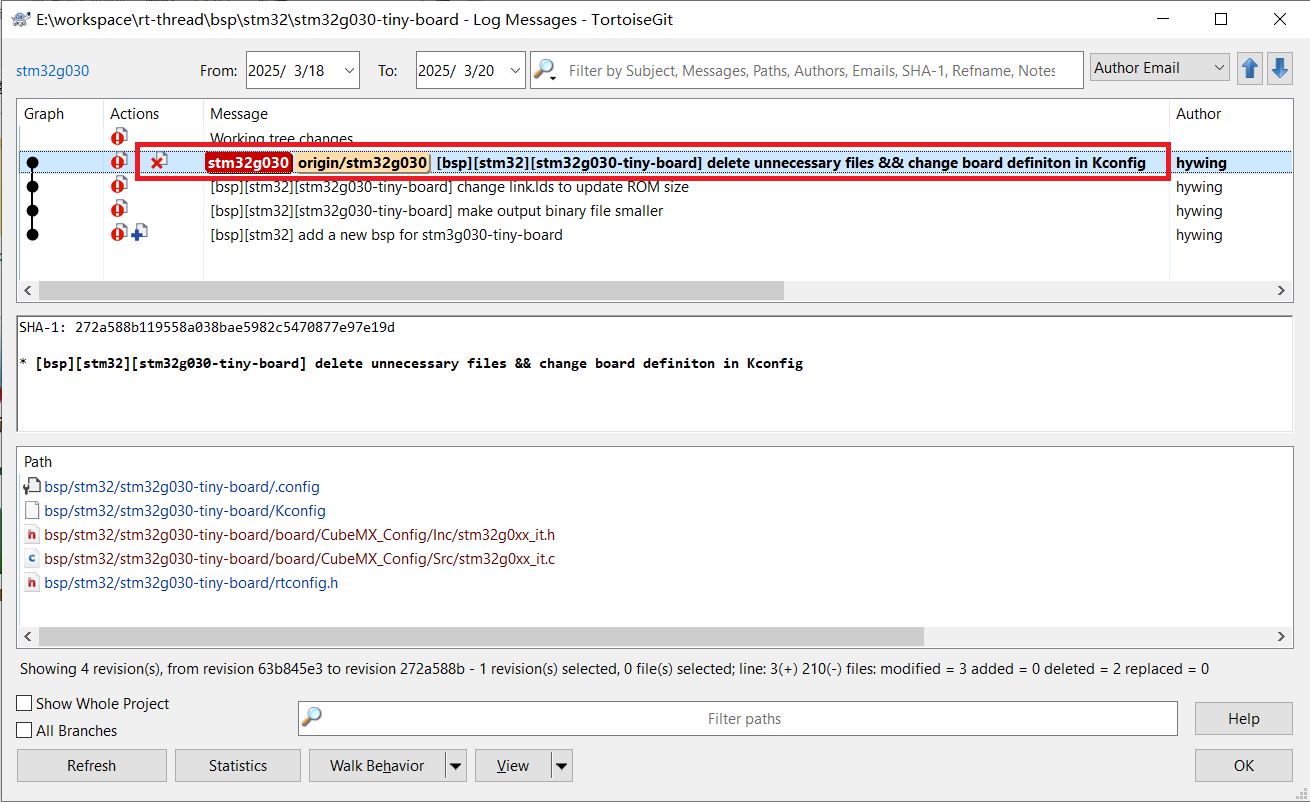 E:\workspace\rt-thread\bsp\stm32\stm32g030-tiny-board - Log Messages - TortoiseGit
stm32g030 From: 2025/ 3/18 To: 2025/ 3/20 Filter by Subject, Messages, Paths, Authors, Emails, SHA-1, Refname, Notes Author Email
Graph Actions Message Author
Working tree changes
stm32g030 origin/stm32g030 [bsp][stm32][stm32g030-tiny-board] delete unnecessary files && change board definiton in Kconfig hywing
[bsp][stm32][stm32g030-tiny-board] change link.lds to update ROM size hywing
[bsp][stm32][stm32g030-tiny-board] make output binary file smaller hywing
[bsp][stm32] add a new bsp for stm3g030-tiny-board hywing
SHA-1: 272a588b119558a038bae5982c5470877e97e19d
* [bsp][stm32][stm32g030-tiny-board] delete unnecessary files && change board definiton in Kconfig
Path
bsp/stm32/stm32g030-tiny-board/.config
bsp/stm32/stm32g030-tiny-board/Kconfig
bsp/stm32/stm32g030-tiny-board/board/CubeMX_Config/Inc/stm32g0xx_it.h
bsp/stm32/stm32g030-tiny-board/board/CubeMX_Config/Src/stm32g0xx_it.c
bsp/stm32/stm32g030-tiny-board/rtconfig.h
Showing 4 revision(s), from revision 63b845e3 to revision 272a588b - 1 revision(s) selected, 0 file(s) selected; line: 3(+) 210(-) files: modified = 3 added = 0 deleted = 2 replaced = 0
Show Whole Project
All Branches
Filter paths
Help
Refresh Statistics Walk Behavior View OK